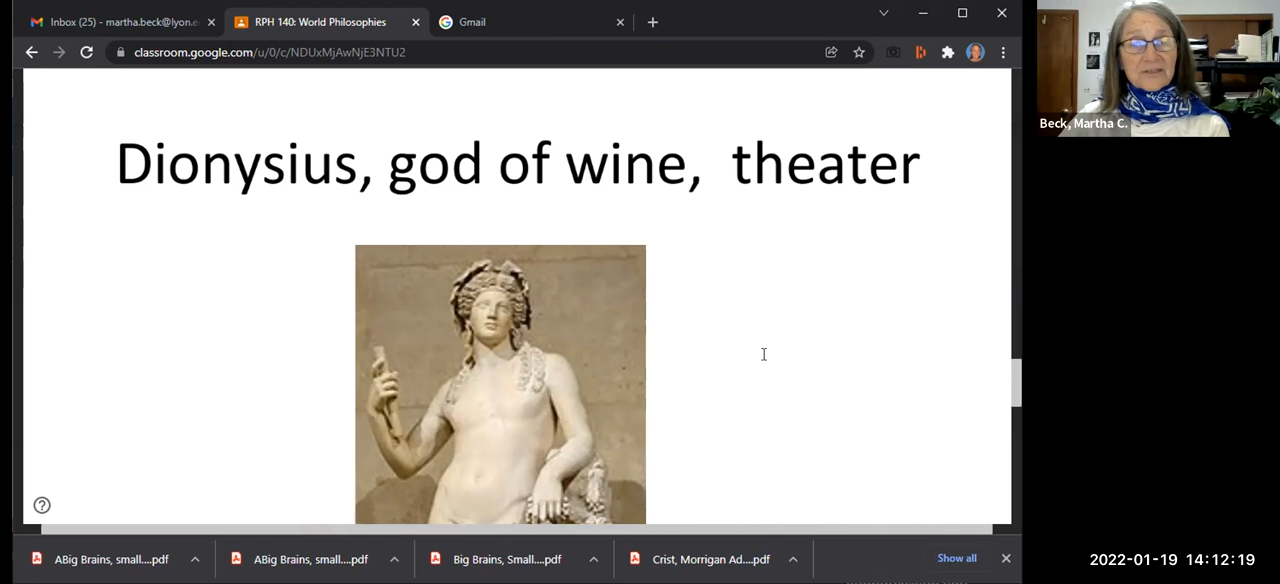 Inbox (25) - martha.beck@lyon.e
RPH 140: World Philosophies
Gmail
classroom.google.com/u/0/c/NDUxMjAwNjE3NTU2
Beck, Martha C.
Dionysius, god of wine,  theater
ABig Brains, small....pdf
ABig Brains, small....pdf
Big Brains, Small....pdf
Crist, Morrigan Ad....pdf
Show all
2022-01-19 14:12:19